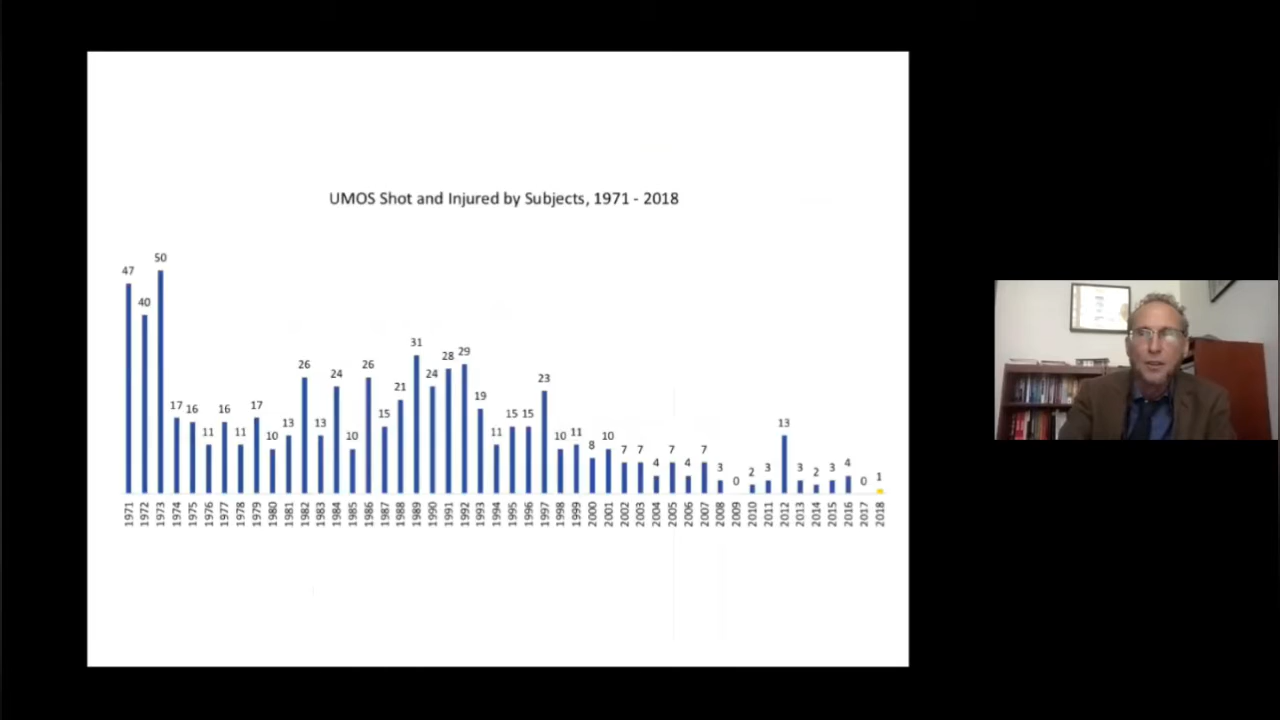 UMOS Shot and Injured by Subjects, 1971 - 2018
47 40 50 17 16 11 16 11 17 10 13 26 13 24 10 26 15 21 31 24 28 29 19 11 15 15 23 10 11 8 10 7 7 4 7 4 7 3 0 2 3 13 3 2 3 4 0 1
1971 1972 1973 1974 1975 1976 1977 1978 1979 1980 1981 1982 1983 1984 1985 1986 1987 1988 1989 1990 1991 1992 1993 1994 1995 1996 1997 1998 1999 2000 2001 2002 2003 2004 2005 2006 2007 2008 2009 2010 2011 2012 2013 2014 2015 2016 2017 2018